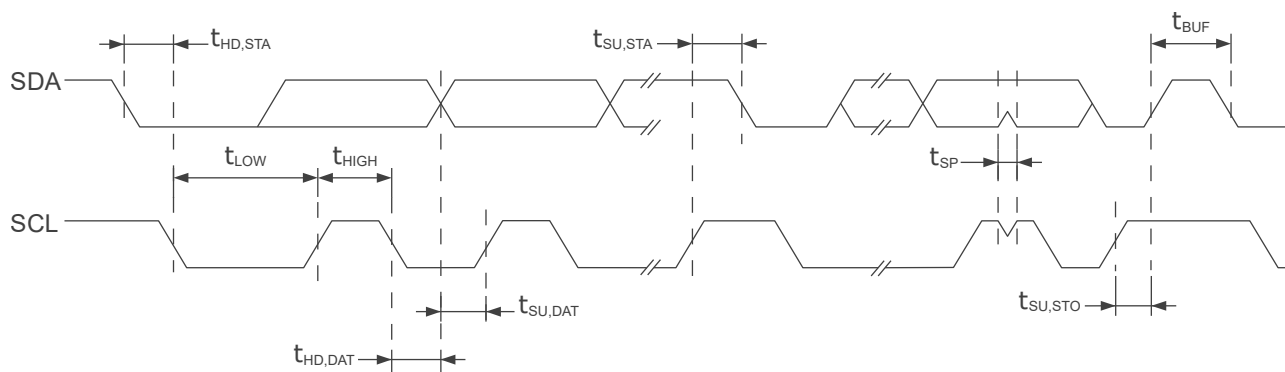 tHD,STA
tSU,STA
tBUF
SDA
tLOW
tHIGH
tSP
SCL
tSU,DAT
tSU,STO
tHD,DAT